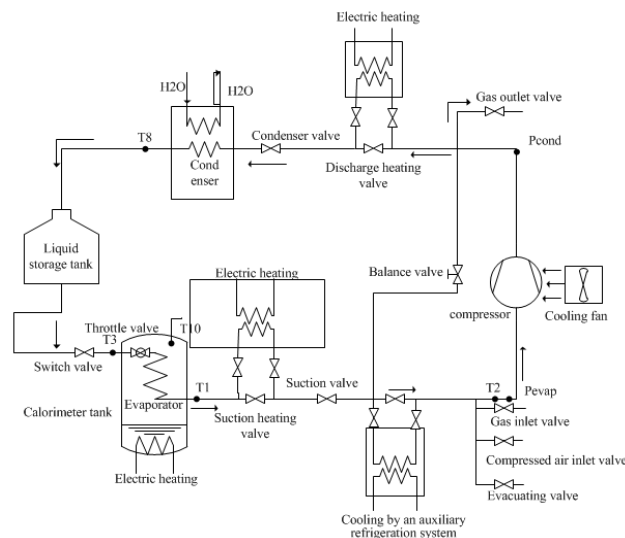 Electric heating
H2O
H2O
Gas outlet valve
T8
Condenser valve
Pcond
Cond
enser
Discharge heating
valve
Liquid
storage tank
Electric heating
Balance valve
compressor
Cooling fan
Throttle valve
T10
T3
Switch valve
T1
Suction valve
T2
Pevap
Evaporator
Calorimeter tank
Suction heating
valve
Gas inlet valve
Compressed air inlet valve
Electric heating
Evacuating valve
Cooling by an auxiliary
refrigeration system